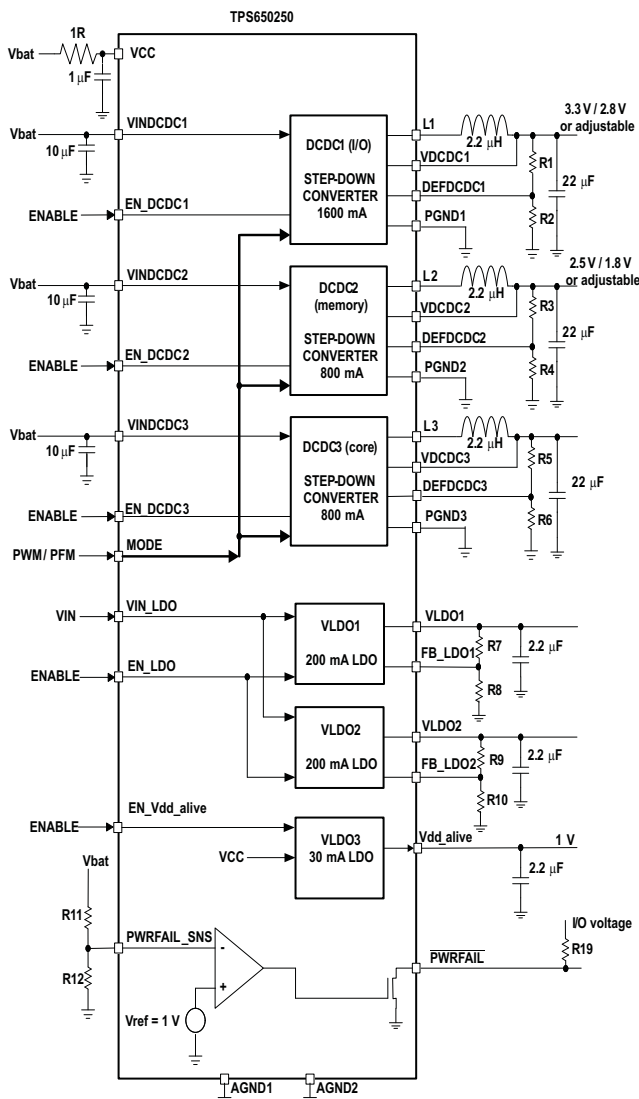 TPS650250
1R
Vbat
VCC
1 μF
Vbat
VINDCDC1
10 μF
ENABLE
EN_DCDC1
DCDC1 (I/O)
STEP-DOWN
CONVERTER
1600 mA
L1
2.2 μH
3.3 V / 2.8 V
or adjustable
VDCDC1
R1
DEFDCDC1
22 μF
R2
PGND1
Vbat
VINDCDC2
10 μF
ENABLE
EN_DCDC2
DCDC2
(memory)
STEP-DOWN
CONVERTER
800 mA
L2
2.2 μH
2.5 V / 1.8 V
or adjustable
VDCDC2
R3
DEFDCDC2
22 μF
R4
PGND2
Vbat
VINDCDC3
10 μF
ENABLE
EN_DCDC3
DCDC3 (core)
STEP-DOWN
CONVERTER
800 mA
L3
2.2 μH
VDCDC3
R5
DEFDCDC3
22 μF
R6
PGND3
PWM/ PFM
MODE
VIN
VIN_LDO
ENABLE
EN_LDO
VLDO1
200 mA LDO
VLDO1
R7
2.2 μF
FB_LDO1
R8
VLDO2
200 mA LDO
VLDO2
R9
2.2 μF
FB_LDO2
R10
ENABLE
EN_Vdd_alive
VCC
VLDO3
30 mA LDO
Vdd_alive
1 V
2.2 μF
Vbat
R11
PWRFAIL_SNS
R12
-
+
Vref = 1 V
I/O voltage
R19
PWRFAIL
AGND1
AGND2